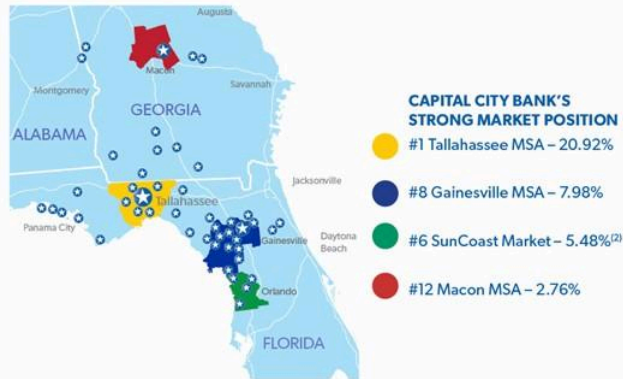 Augusta
Macon
Montgomery
Savannah
GEORGIA
ALABAMA
Jacksonville
Tallahassee
Panama City
Gainesville
Daytona
Beach
Orlando
FLORIDA
CAPITAL CITY BANK'S
STRONG MARKET POSITION
#1 Tallahassee MSA – 20.92%
#8 Gainesville MSA – 7.98%
#6 SunCoast Market – 5.48%(2)
#12 Macon MSA – 2.76%